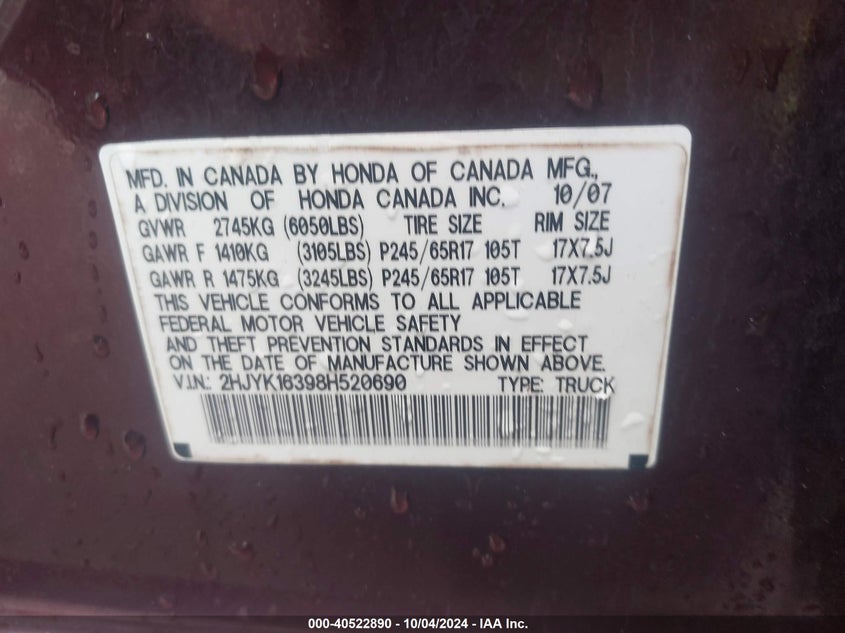 MFD. IN CANADA BY HONDA OF CANADA MFG.,
A DIVISION OF HONDA CANADA INC. 10/07
GVWR 2745KG (6050LBS) TIRE SIZE RIM SIZE
GAWR F 1410KG (3105LBS) P245/65R17 105T 17X7.5J
GAWR R 1475KG (3245LBS) P245/65R17 105T 17X7.5J
THIS VEHICLE CONFORMS TO ALL APPLICABLE
FEDERAL MOTOR VEHICLE SAFETY
AND THEFT PREVENTION STANDARDS IN EFFECT
ON THE DATE OF MANUFACTURE SHOWN ABOVE.
V.I.N.: 2HJYK16398H520690 TYPE: TRUCK
000-40522890 - 10/04/2024 - IAA Inc.